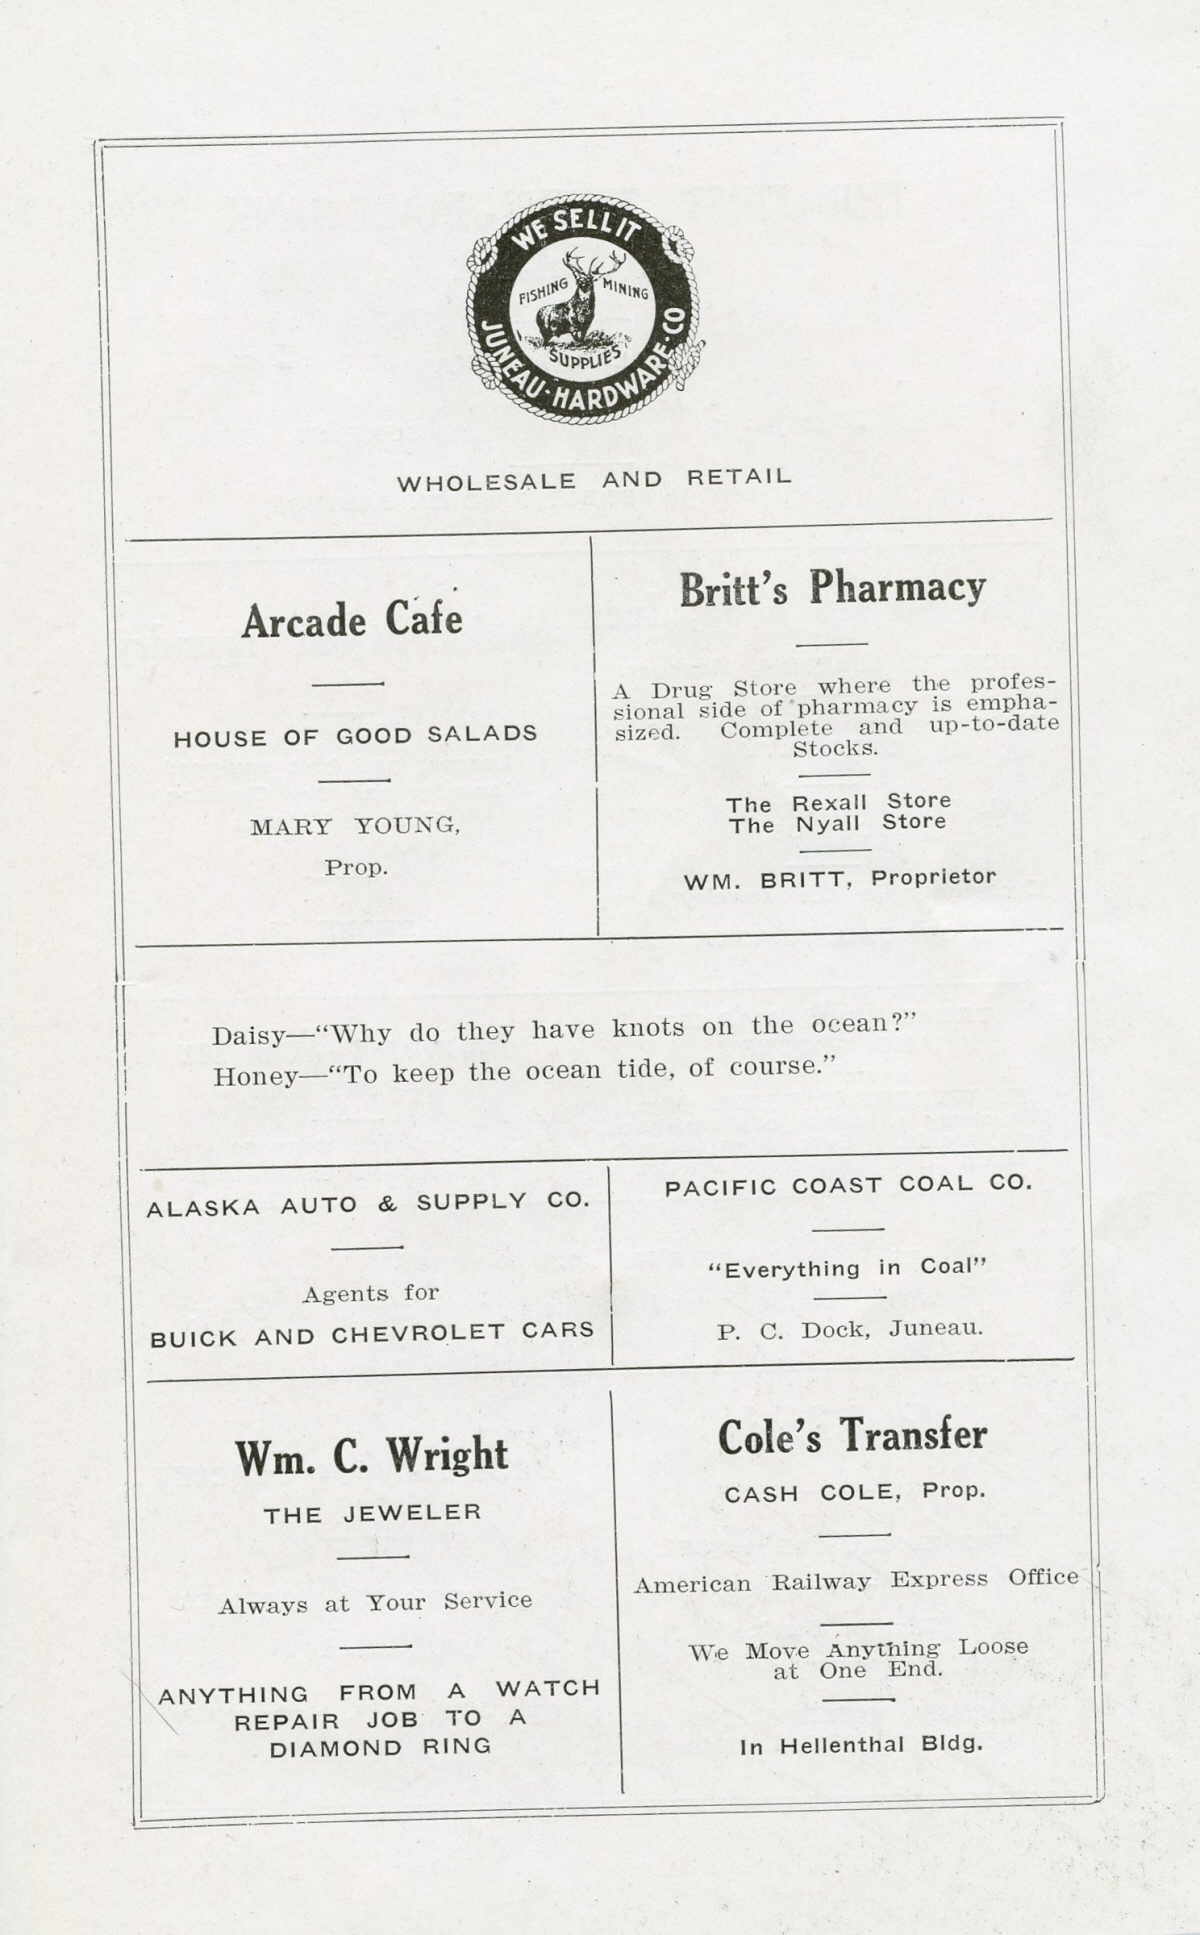 WE SELL IT
FISHING MINING
SUPPLIES
JUNEAU-HARDWARE-CO
WHOLESALE AND RETAIL
Arcade Cafe
HOUSE OF GOOD SALADS
MARY YOUNG,
Prop.
Britt's Pharmacy
A Drug Store where the profes-
sional side of pharmacy is empha-
sized. Complete and up-to-date
Stocks.
The Rexall Store
The Nyall Store
WM. BRITT, Proprietor
Daisy—“Why do they have knots on the ocean?”
Honey—“To keep the ocean tide, of course.”
ALASKA AUTO & SUPPLY CO.
Agents for
BUICK AND CHEVROLET CARS
PACIFIC COAST COAL CO.
“Everything in Coal”
P. C. Dock, Juneau.
Wm. C. Wright
THE JEWELER
Always at Your Service
ANYTHING FROM A WATCH
REPAIR JOB TO A
DIAMOND RING
Cole's Transfer
CASH COLE, Prop.
American Railway Express Office
We Move Anything Loose
at One End.
In Hellenthal Bldg.